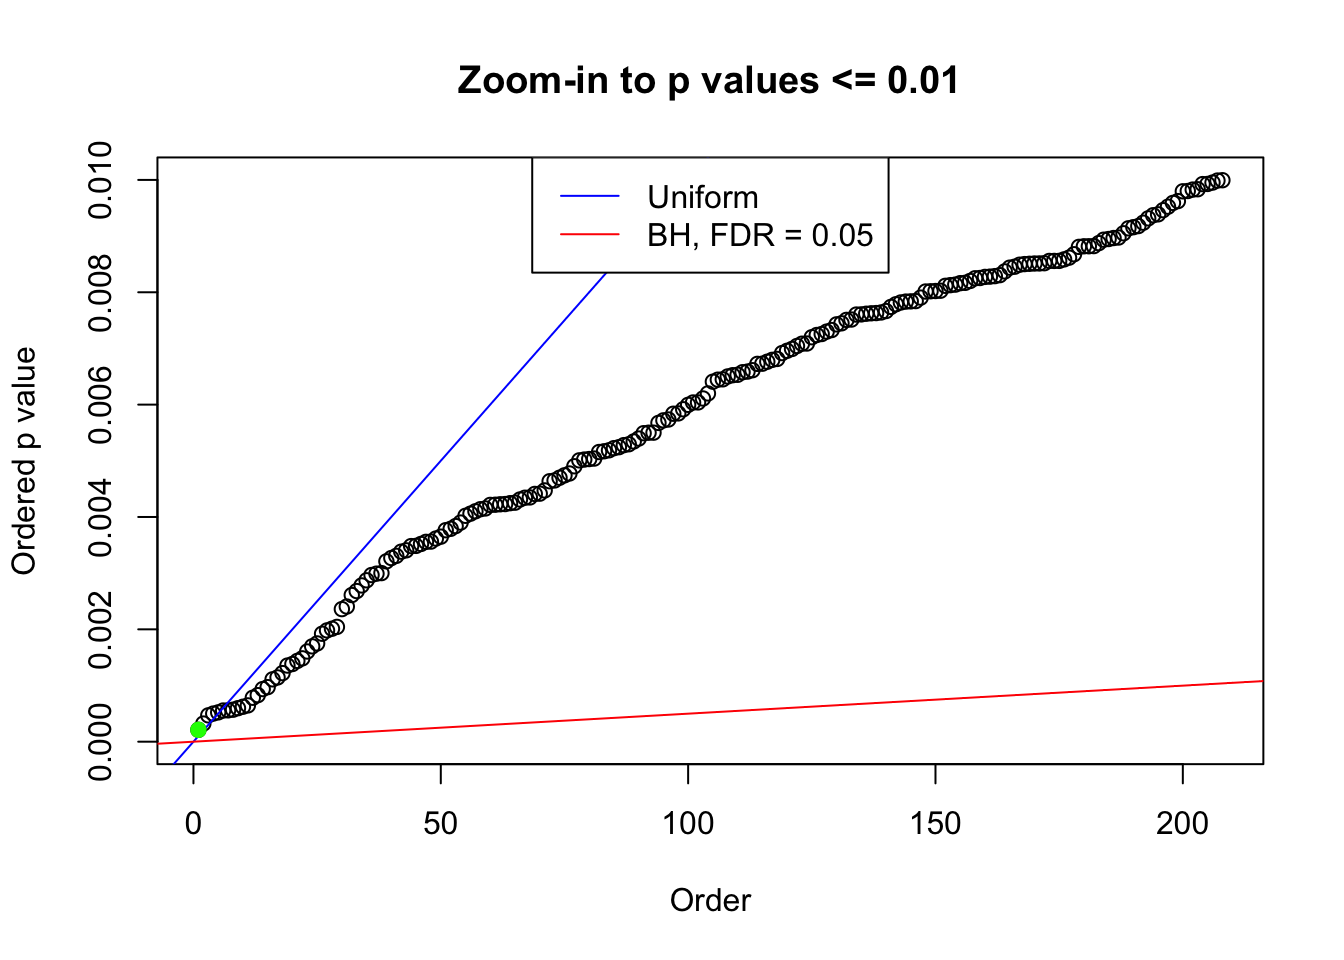 Zoom-in to p values <= 0.01
Uniform
BH, FDR = 0.05
Ordered p value
0.010
0.008
0.006
0.004
0.002
0.000
0 50 100 150 200
Order